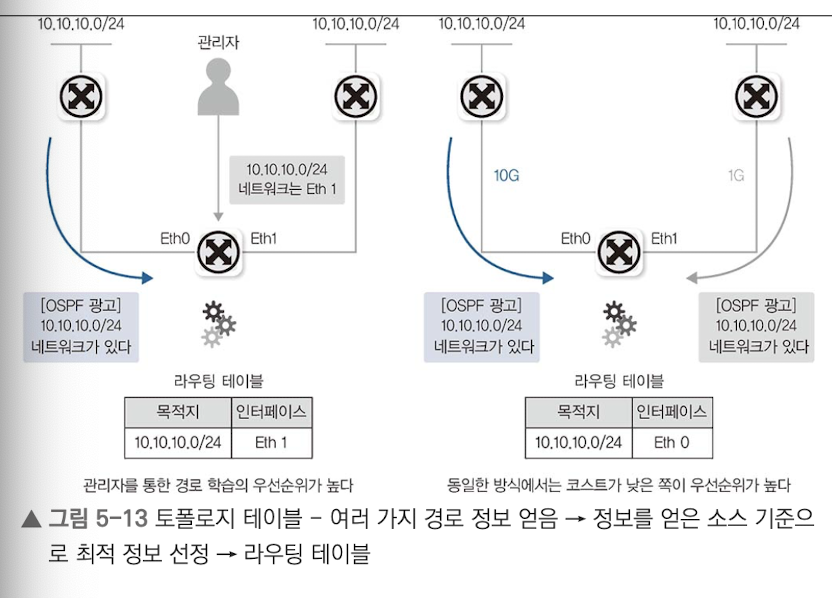 10.10.10.0/24
관리자
10.10.10.0/24
10.10.10.0/24
네트워크는 Eth 1
Eth0
Eth1
[OSPF 광고]
10.10.10.0/24
네트워크가 있다
라우팅 테이블
목적지 인터페이스
10.10.10.0/24 Eth 1
관리자를 통한 경로 학습의 우선순위가 높다
10.10.10.0/24
10.10.10.0/24
10G
1G
Eth0
Eth1
[OSPF 광고]
10.10.10.0/24
네트워크가 있다
[OSPF 광고]
10.10.10.0/24
네트워크가 있다
라우팅 테이블
목적지 인터페이스
10.10.10.0/24 Eth 0
동일한 방식에서는 코스트가 낮은 쪽이 우선순위가 높다
▲ 그림 5-13 토폴로지 테이블 - 여러 가지 경로 정보 얻음 → 정보를 얻은 소스 기준으
로 최적 정보 선정 → 라우팅 테이블